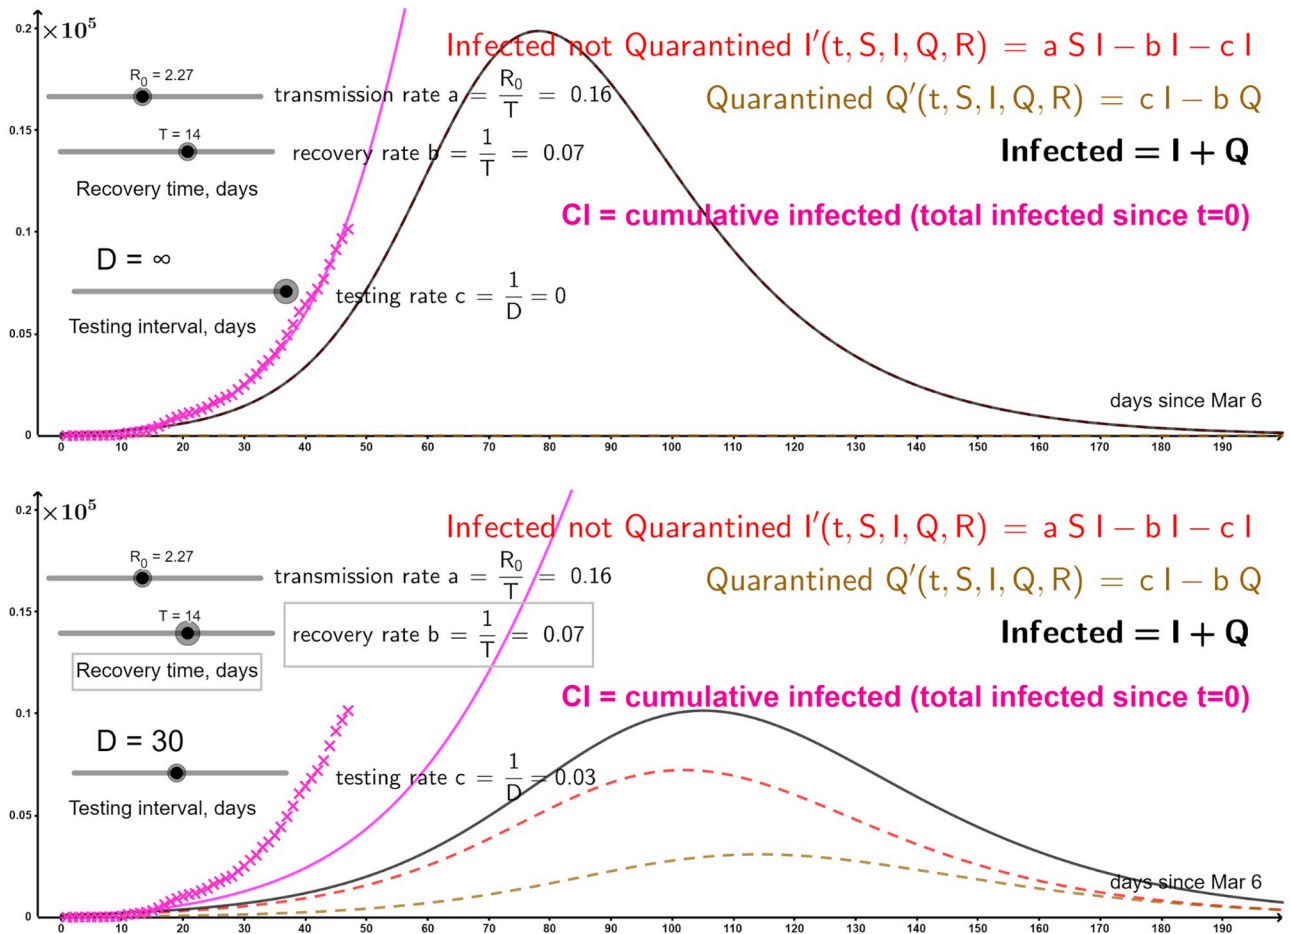 0.2 ×10⁵
Infected not Quarantined I′(t, S, I, Q, R) = a S I − b I − c I
R₀ = 2.27
transmission rate a = R₀/T = 0.16
Quarantined Q′(t, S, I, Q, R) = c I − b Q
0.15
T = 14
recovery rate b = 1/T = 0.07
Infected = I + Q
Recovery time, days
CI = cumulative infected (total infected since t=0)
0.1
D = ∞
testing rate c = 1/D = 0
Testing interval, days
0.05
days since Mar 6
0
0 10 20 30 40 50 60 70 80 90 100 110 120 130 140 150 160 170 180 190
0.2 ×10⁵
Infected not Quarantined I′(t, S, I, Q, R) = a S I − b I − c I
R₀ = 2.27
transmission rate a = R₀/T = 0.16
Quarantined Q′(t, S, I, Q, R) = c I − b Q
0.15
T = 14
recovery rate b = 1/T = 0.07
Infected = I + Q
Recovery time, days
CI = cumulative infected (total infected since t=0)
0.1
D = 30
testing rate c = 1/D = 0.03
Testing interval, days
0.05
days since Mar 6
0
0 10 20 30 40 50 60 70 80 90 100 110 120 130 140 150 160 170 180 190